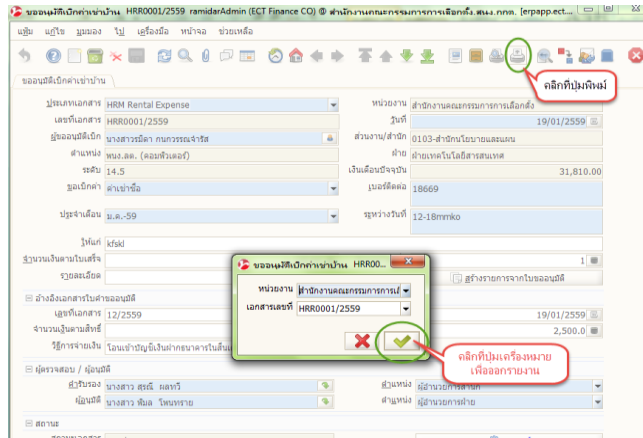 ขออนุมัติเบิกค่าเช่าบ้าน HRR0001/2559 ramidarAdmin (ECT Finance CO) @ สำนักงานคณะกรรมการการเลือกตั้ง.สนง.กกต. [erpapp.ect....
แฟ้ม แก้ไข มุมมอง ไป เครื่องมือ หน้าจอ ช่วยเหลือ
คลิกที่ปุ่มพิมพ์
ขออนุมัติเบิกค่าเช่าบ้าน
ประเภทเอกสาร HRM Rental Expense หน่วยงาน สำนักงานคณะกรรมการการเลือกตั้ง
เลขที่เอกสาร HRR0001/2559 วันที่ 19/01/2559
ผู้ขออนุมัติเบิก นางสาวรมิดา กนกวรรณจำรัส ส่วนงาน/สำนัก 0103-สำนักนโยบายและแผน
ตำแหน่ง พนง.ลต. (คอมพิวเตอร์) ฝ่าย ฝ่ายเทคโนโลยีสารสนเทศ
ระดับ 14.5 เงินเดือนปัจจุบัน 31,810.00
ขอเบิกค่า ค่าเช่าซื้อ เบอร์ติดต่อ 18669
ประจำเดือน ม.ค.-59 ระหว่างวันที่ 12-18mmko
ให้แก่ kfskl
จำนวนเงินตามใบเสร็จ 1
รายละเอียด สร้างรายการจากใบขออนุมัติ
ขออนุมัติเบิกค่าเช่าบ้าน HRR00...
หน่วยงาน สำนักงานคณะกรรมการการเลื
เอกสารเลขที่ HRR0001/2559
อ้างอิงเอกสารใบคำขออนุมัติ
เลขที่เอกสาร 12/2559 19/01/2559
จำนวนเงินตามสิทธิ์ 2,500.0
วิธีการจ่ายเงิน โอนเข้าบัญชีเงินฝากธนาคารในสิ้นเ
คลิกที่ปุ่มเครื่องหมาย
เพื่อออกรายงาน
ผู้ตรวจสอบ / ผู้อนุมัติ
ผู้รับรอง นางสาว สุรณี ผลทวี ตำแหน่ง ผู้อำนวยการสำนัก
ผู้อนุมัติ นางสาว พิมล โพนทราย ตำแหน่ง ผู้อำนวยการฝ่าย
สถานะ
สถานะเอกสาร